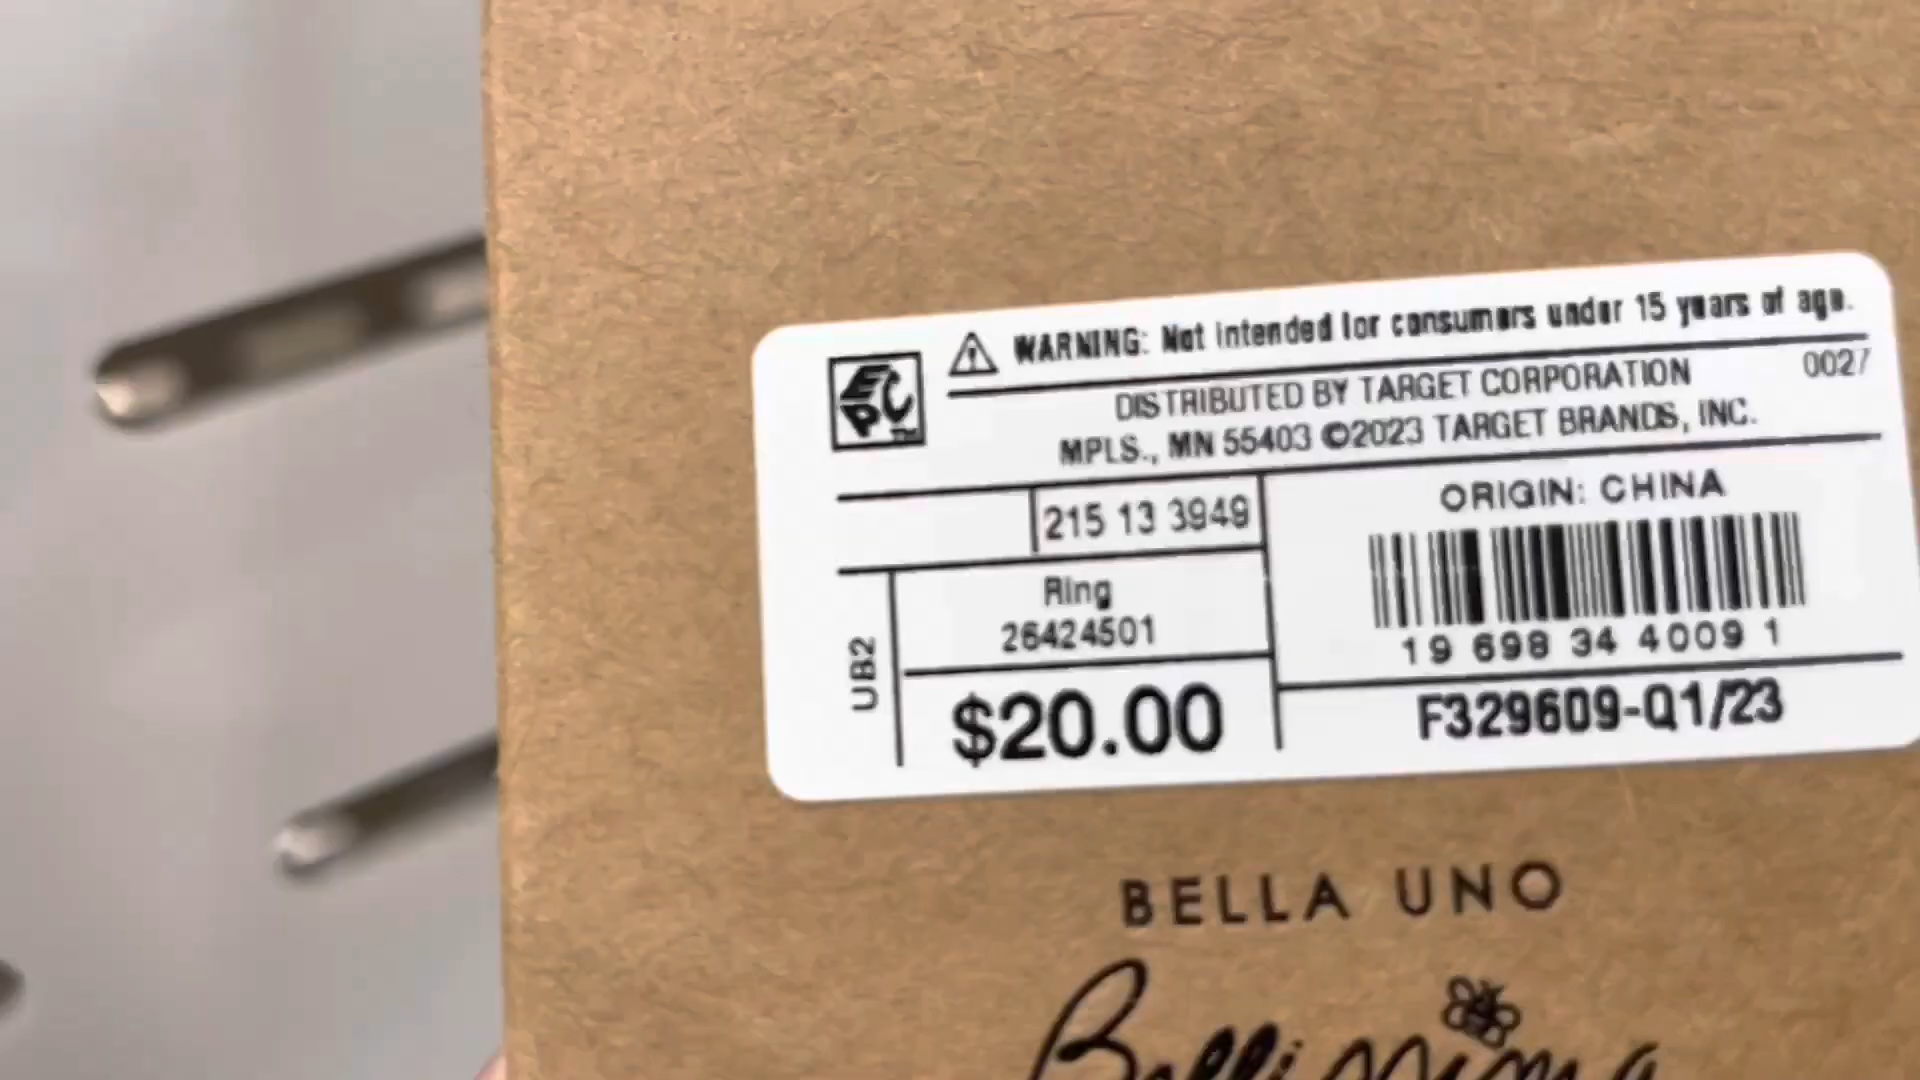 ⚠ WARNING: Not intended for consumers under 15 years of age.
EPC™
DISTRIBUTED BY TARGET CORPORATION 0027
MPLS., MN 55403 ©2023 TARGET BRANDS, INC.
215 13 3949
ORIGIN: CHINA
Ring
26424501
19 698 34 4009 1
UB2
$20.00
F329609-Q1/23
BELLA UNO
Bellissima